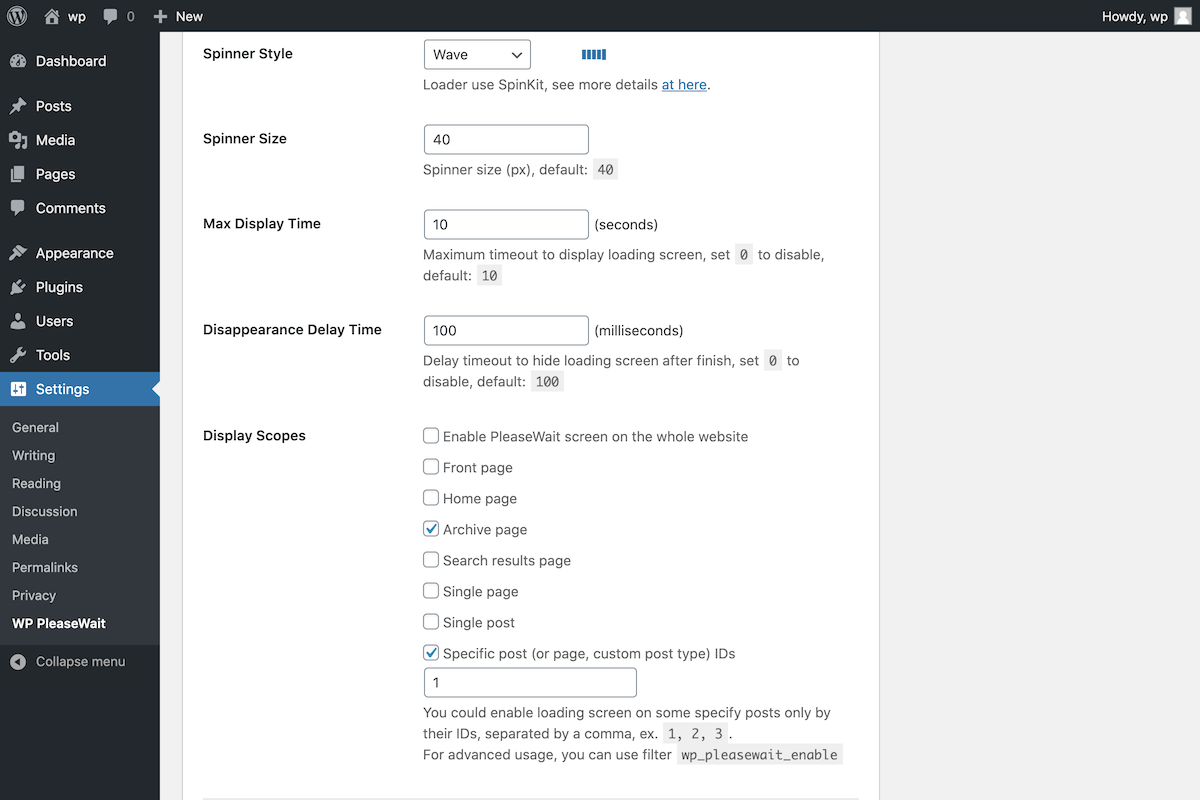 wp
0
New
Howdy, wp
Dashboard
Posts
Media
Pages
Comments
Appearance
Plugins
Users
Tools
Settings
General
Writing
Reading
Discussion
Media
Permalinks
Privacy
WP PleaseWait
Collapse menu
Spinner Style
Wave
Loader use SpinKit, see more details at here.
Spinner Size
40
Spinner size (px), default: 40
Max Display Time
10 (seconds)
Maximum timeout to display loading screen, set 0 to disable,
default: 10
Disappearance Delay Time
100 (milliseconds)
Delay timeout to hide loading screen after finish, set 0 to
disable, default: 100
Display Scopes
Enable PleaseWait screen on the whole website
Front page
Home page
Archive page
Search results page
Single page
Single post
Specific post (or page, custom post type) IDs
1
You could enable loading screen on some specify posts only by
their IDs, separated by a comma, ex. 1, 2, 3 .
For advanced usage, you can use filter wp_pleasewait_enable